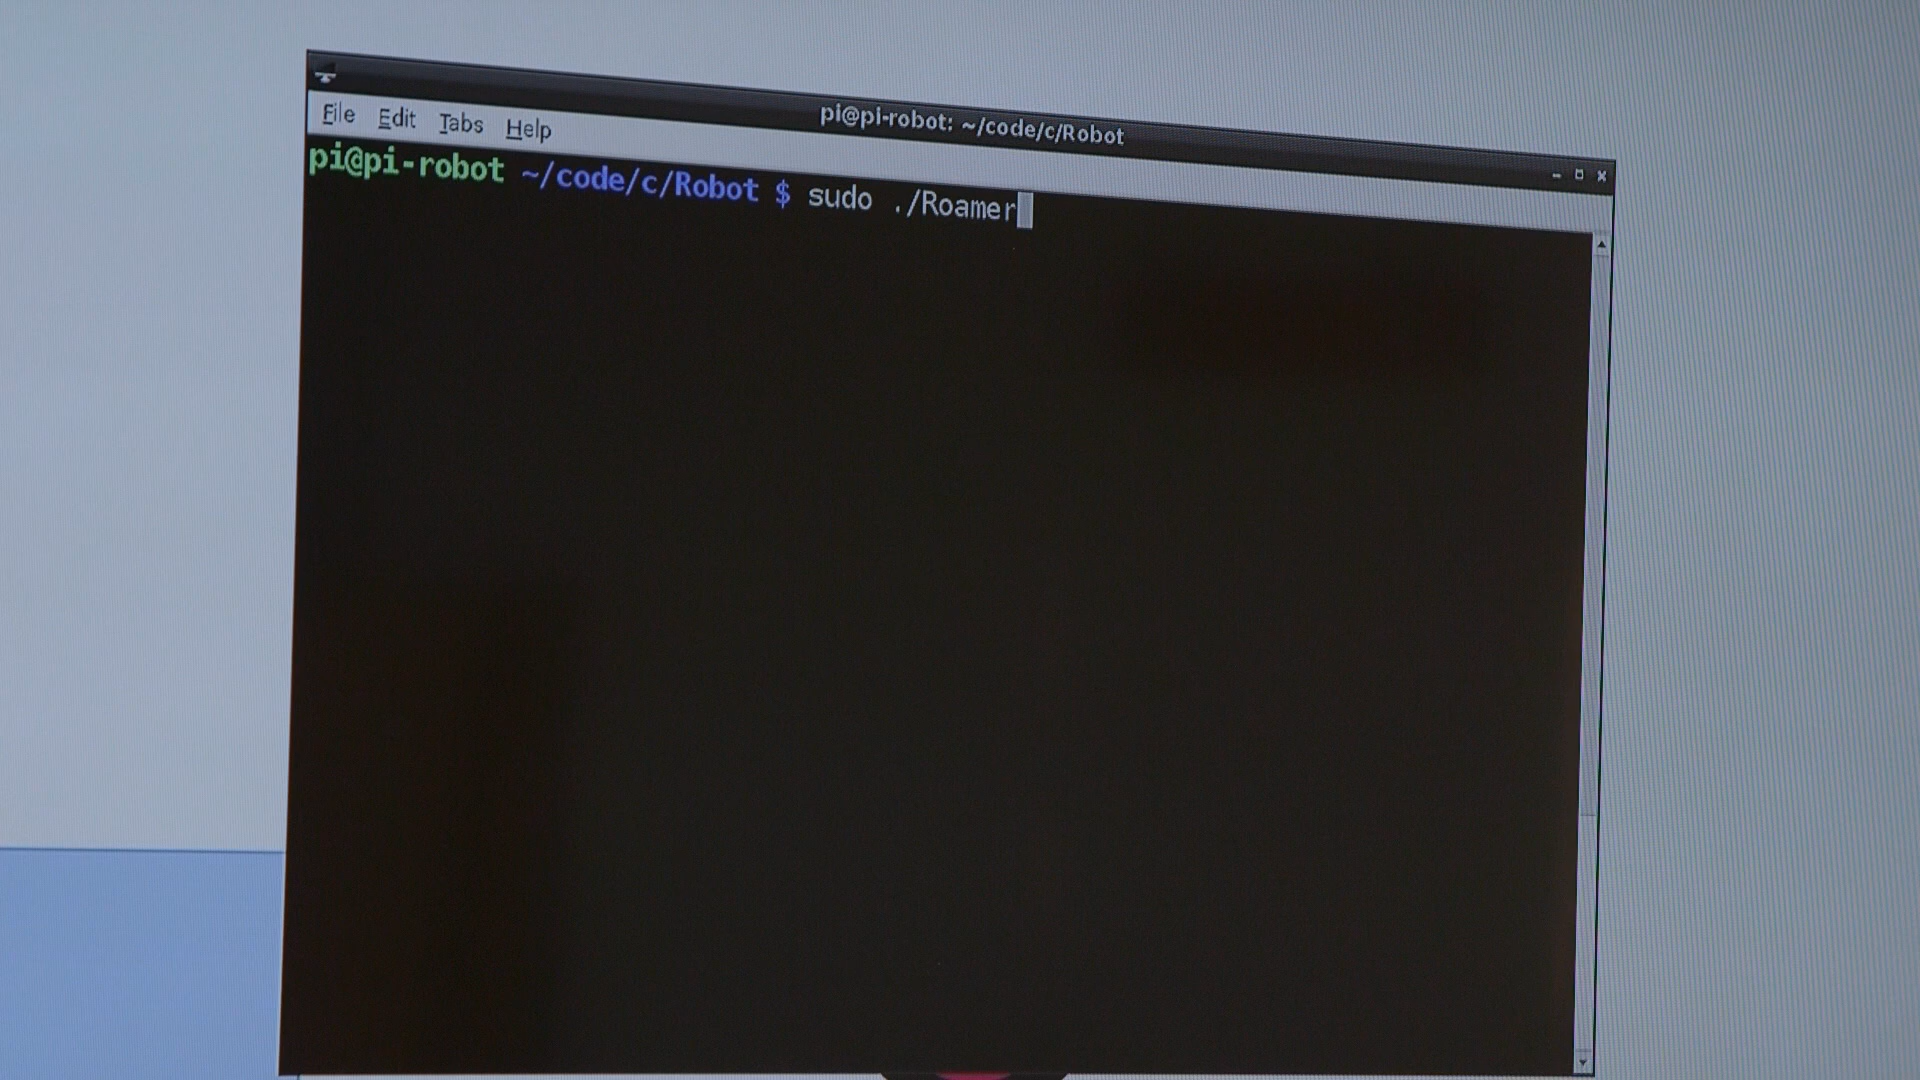 pi@pi-robot: ~/code/c/Robot
File Edit Tabs Help
pi@pi-robot ~/code/c/Robot $ sudo ./Roamer